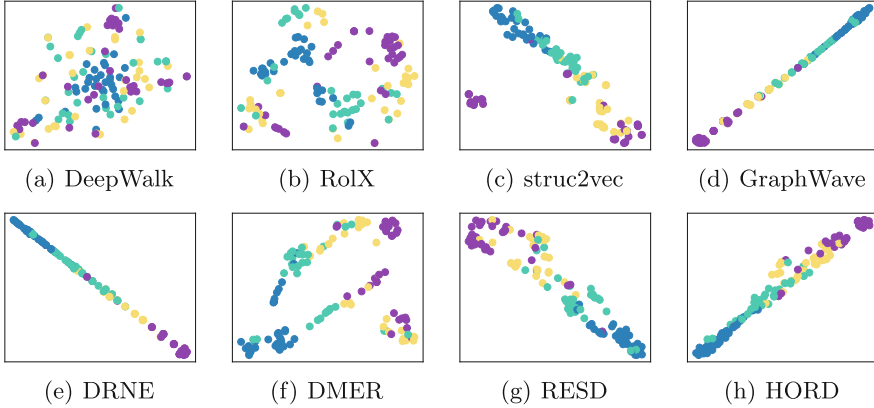 (a) DeepWalk (b) RolX (c) struc2vec (d) GraphWave
(e) DRNE (f) DMER (g) RESD (h) HORD